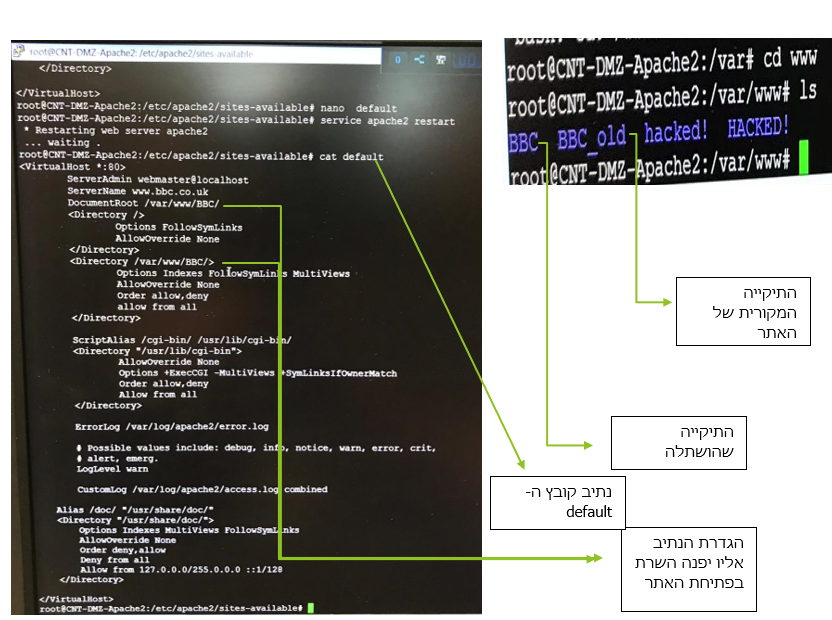 root@CNT-DMZ-Apache2: /etc/apache2/sites-available
</Directory>
</VirtualHost>
root@CNT-DMZ-Apache2:/etc/apache2/sites-available# nano  default
root@CNT-DMZ-Apache2:/etc/apache2/sites-available# service apache2 restart
* Restarting web server apache2
... waiting .
root@CNT-DMZ-Apache2:/etc/apache2/sites-available# cat default
<VirtualHost *:80>
ServerAdmin webmaster@localhost
ServerName www.bbc.co.uk
DocumentRoot /var/www/BBC/
<Directory />
Options FollowSymLinks
AllowOverride None
</Directory>
<Directory /var/www/BBC/>
Options Indexes FollowSymLinks MultiViews
AllowOverride None
Order allow,deny
allow from all
</Directory>
ScriptAlias /cgi-bin/ /usr/lib/cgi-bin/
<Directory "/usr/lib/cgi-bin">
AllowOverride None
Options +ExecCGI -MultiViews +SymLinksIfOwnerMatch
Order allow,deny
Allow from all
</Directory>
ErrorLog /var/log/apache2/error.log
# Possible values include: debug, info, notice, warn, error, crit,
# alert, emerg.
LogLevel warn
CustomLog /var/log/apache2/access.log combined
Alias /doc/ "/usr/share/doc/"
<Directory "/usr/share/doc/">
Options Indexes MultiViews FollowSymLinks
AllowOverride None
Order deny,allow
Deny from all
Allow from 127.0.0.0/255.0.0.0 ::1/128
</Directory>
</VirtualHost>
root@CNT-DMZ-Apache2:/etc/apache2/sites-available#
root@CNT-DMZ-Apache2:/var# cd www
root@CNT-DMZ-Apache2:/var/www# ls
BBC  BBC_old  hacked!  HACKED!
root@CNT-DMZ-Apache2:/var/www#
התיקייה
המקורית של
האתר
התיקייה
שהושתלה
נתיב קובץ ה-
default
הגדרת הנתיב
אליו יפנה השרת
בפתיחת האתר